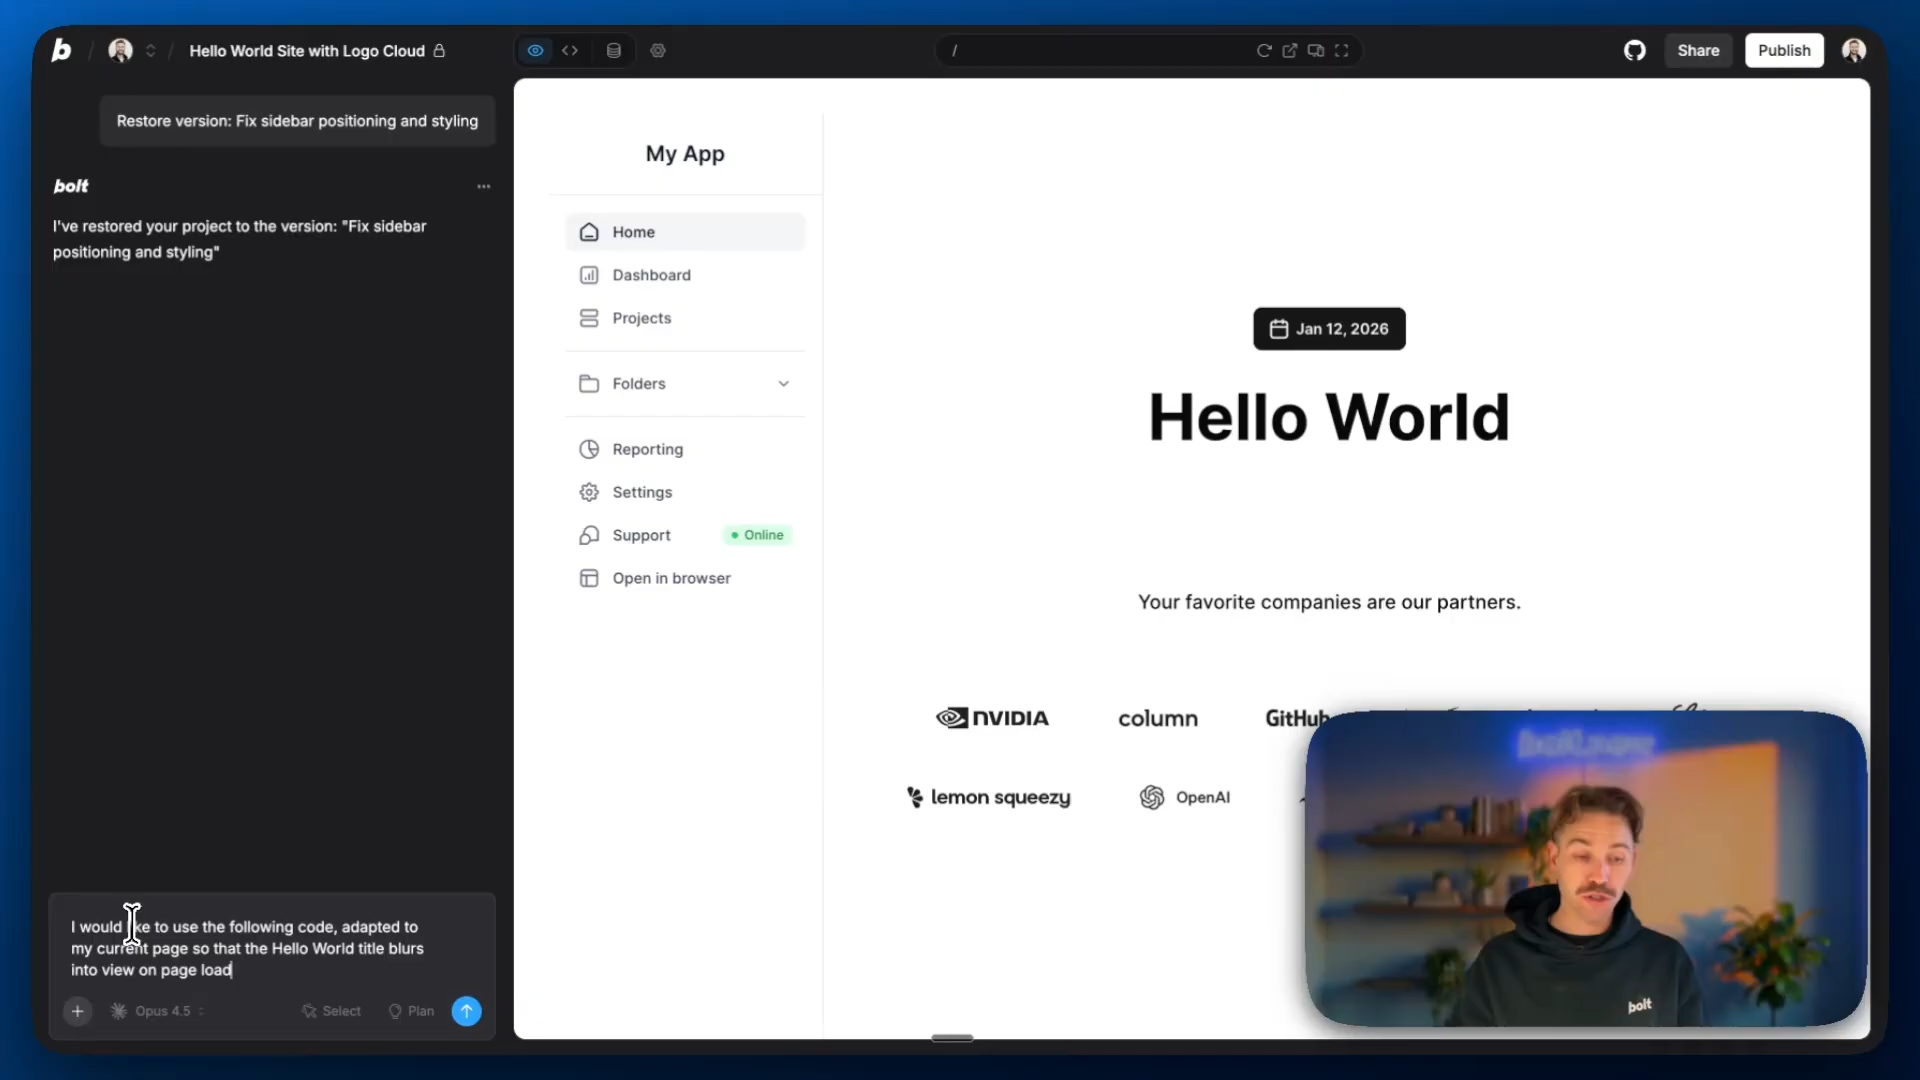 b / / Hello World Site with Logo Cloud
/
Share
Publish
Restore version: Fix sidebar positioning and styling
bolt
I've restored your project to the version: "Fix sidebar
positioning and styling"
My App
Home
Dashboard
Projects
Folders
Reporting
Settings
Support
Online
Open in browser
Jan 12, 2026
Hello World
Your favorite companies are our partners.
NVIDIA
column
GitHub
lemon squeezy
OpenAI
bolt.new
bolt
I would like to use the following code, adapted to
my current page so that the Hello World title blurs
into view on page load
Opus 4.5
Select
Plan